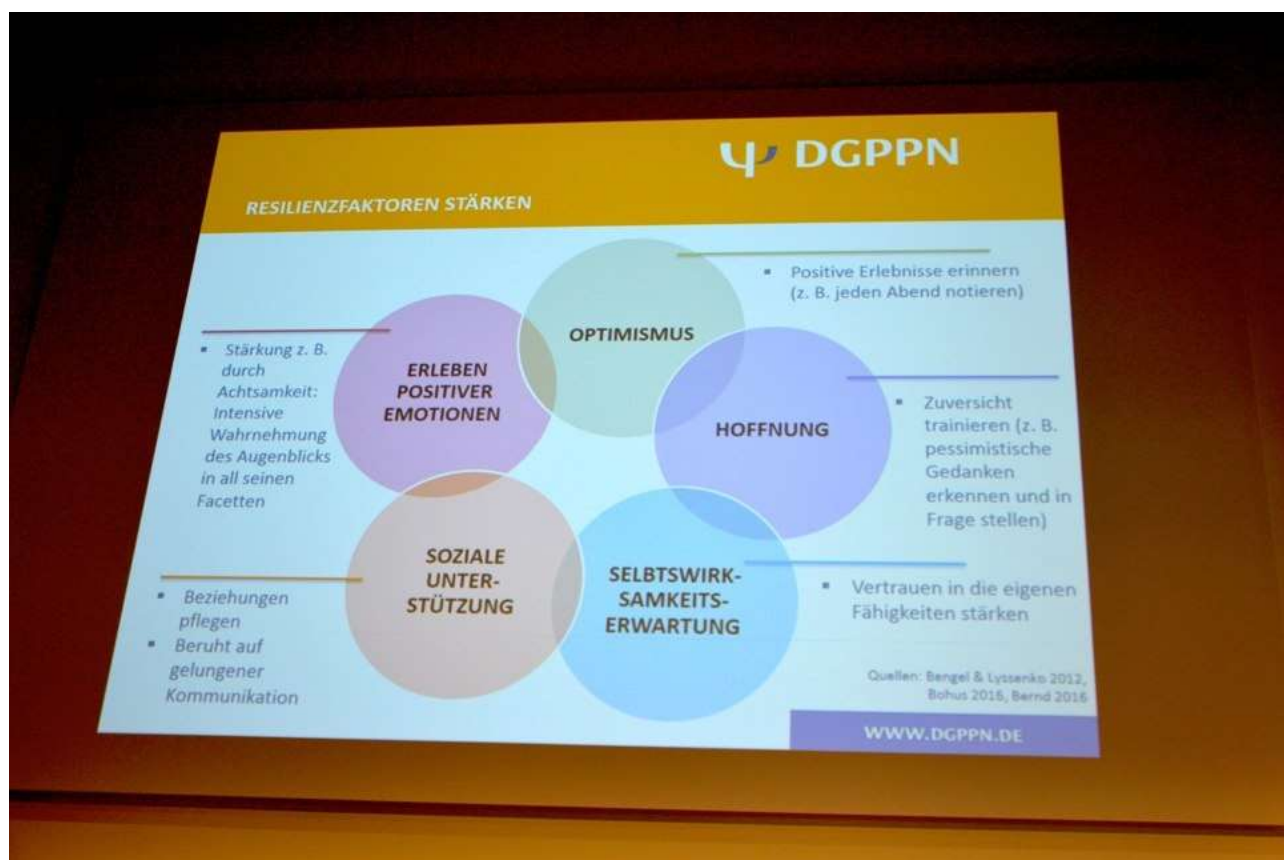 DGPPN
RESILIENZFAKTOREN STÄRKEN
OPTIMISMUS
▪ Positive Erlebnisse erinnern
(z. B. jeden Abend notieren)
ERLEBEN
POSITIVER
EMOTIONEN
▪ Stärkung z. B.
durch
Achtsamkeit:
Intensive
Wahrnehmung
des Augenblicks
in all seinen
Facetten
HOFFNUNG
▪ Zuversicht
trainieren (z. B.
pessimistische
Gedanken
erkennen und in
Frage stellen)
SOZIALE
UNTER-
STÜTZUNG
▪ Beziehungen
pflegen
▪ Beruht auf
gelungener
Kommunikation
SELBTSWIRK-
SAMKEITS-
ERWARTUNG
▪ Vertrauen in die eigenen
Fähigkeiten stärken
Quellen: Bengel & Lyssenko 2012,
Bohus 2016, Bernd 2016
WWW.DGPPN.DE